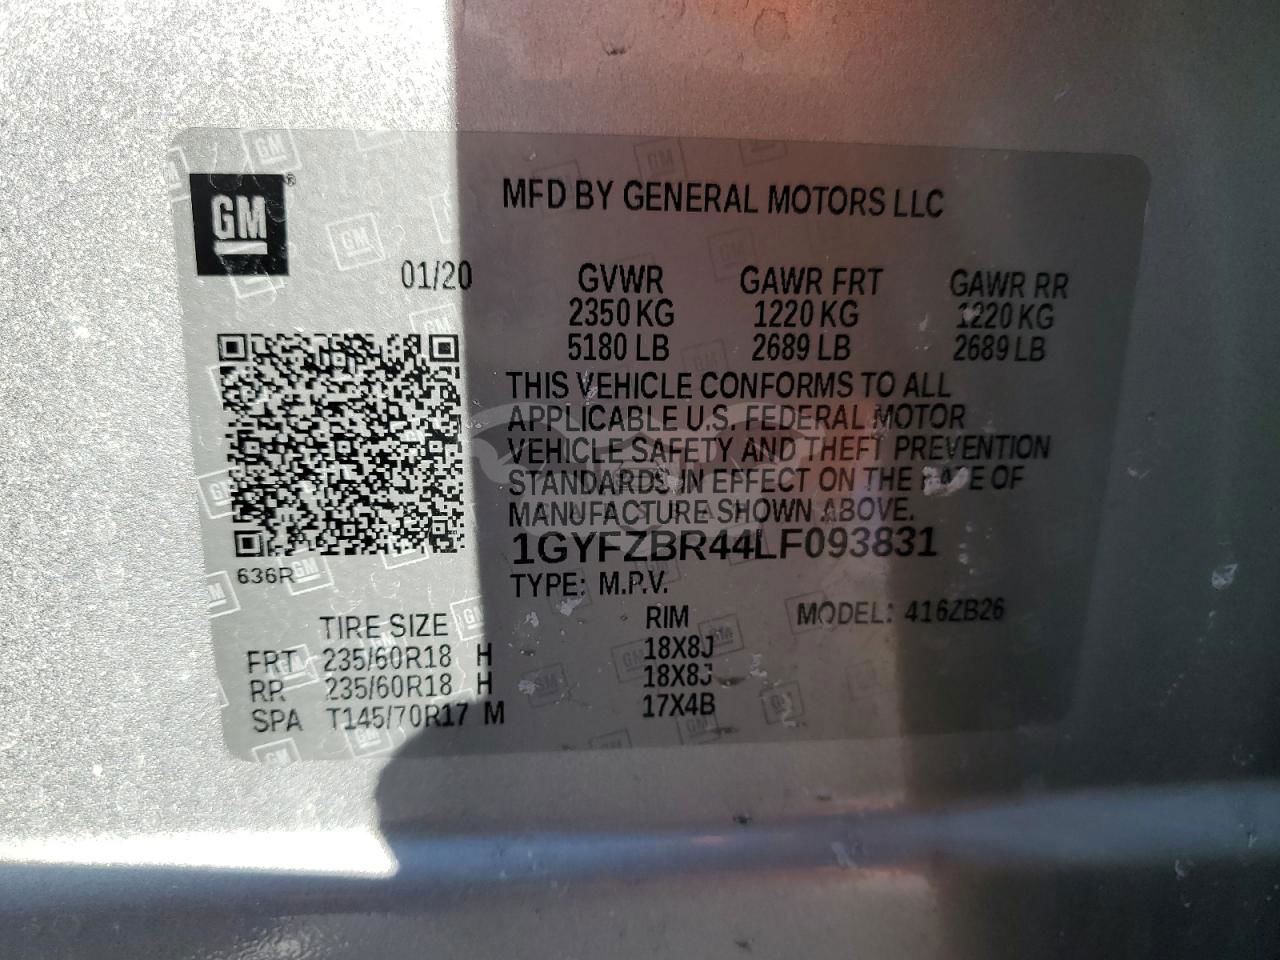 GM
MFD BY GENERAL MOTORS LLC
01/20 GVWR GAWR FRT GAWR RR
2350 KG 1220 KG 1220 KG
5180 LB 2689 LB 2689 LB
THIS VEHICLE CONFORMS TO ALL
APPLICABLE U.S. FEDERAL MOTOR
VEHICLE SAFETY AND THEFT PREVENTION
STANDARDS IN EFFECT ON THE DATE OF
MANUFACTURE SHOWN ABOVE.
1GYFZBR44LF093831
636R
TYPE: M.P.V.
TIRE SIZE RIM MODEL: 416ZB26
FRT 235/60R18 H 18X8J
RR 235/60R18 H 18X8J
SPA T145/70R17 M 17X4B